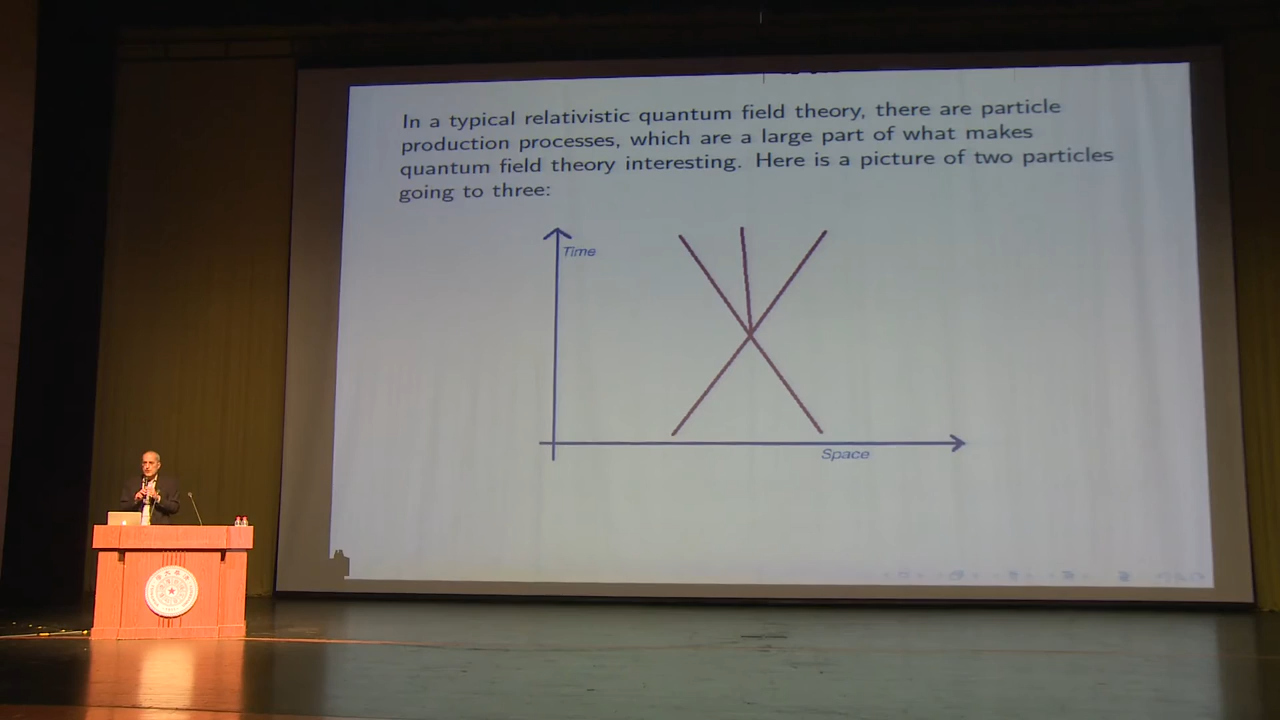 In a typical relativistic quantum field theory, there are particle
production processes, which are a large part of what makes
quantum field theory interesting. Here is a picture of two particles
going to three:
Time
Space